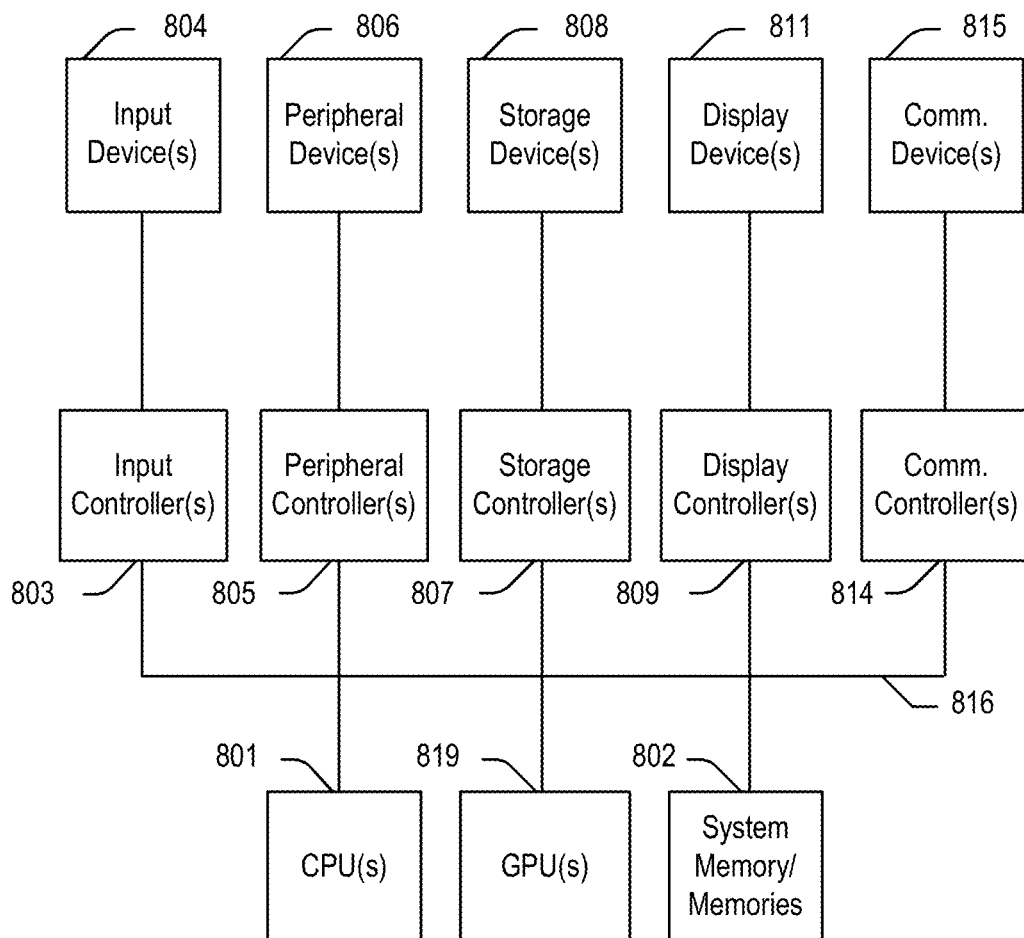 804
806
808
811
815
Input
Device(s)
Peripheral
Device(s)
Storage
Device(s)
Display
Device(s)
Comm.
Device(s)
Input
Controller(s)
Peripheral
Controller(s)
Storage
Controller(s)
Display
Controller(s)
Comm.
Controller(s)
803
805
807
809
814
816
801
819
802
CPU(s)
GPU(s)
System
Memory/
Memories